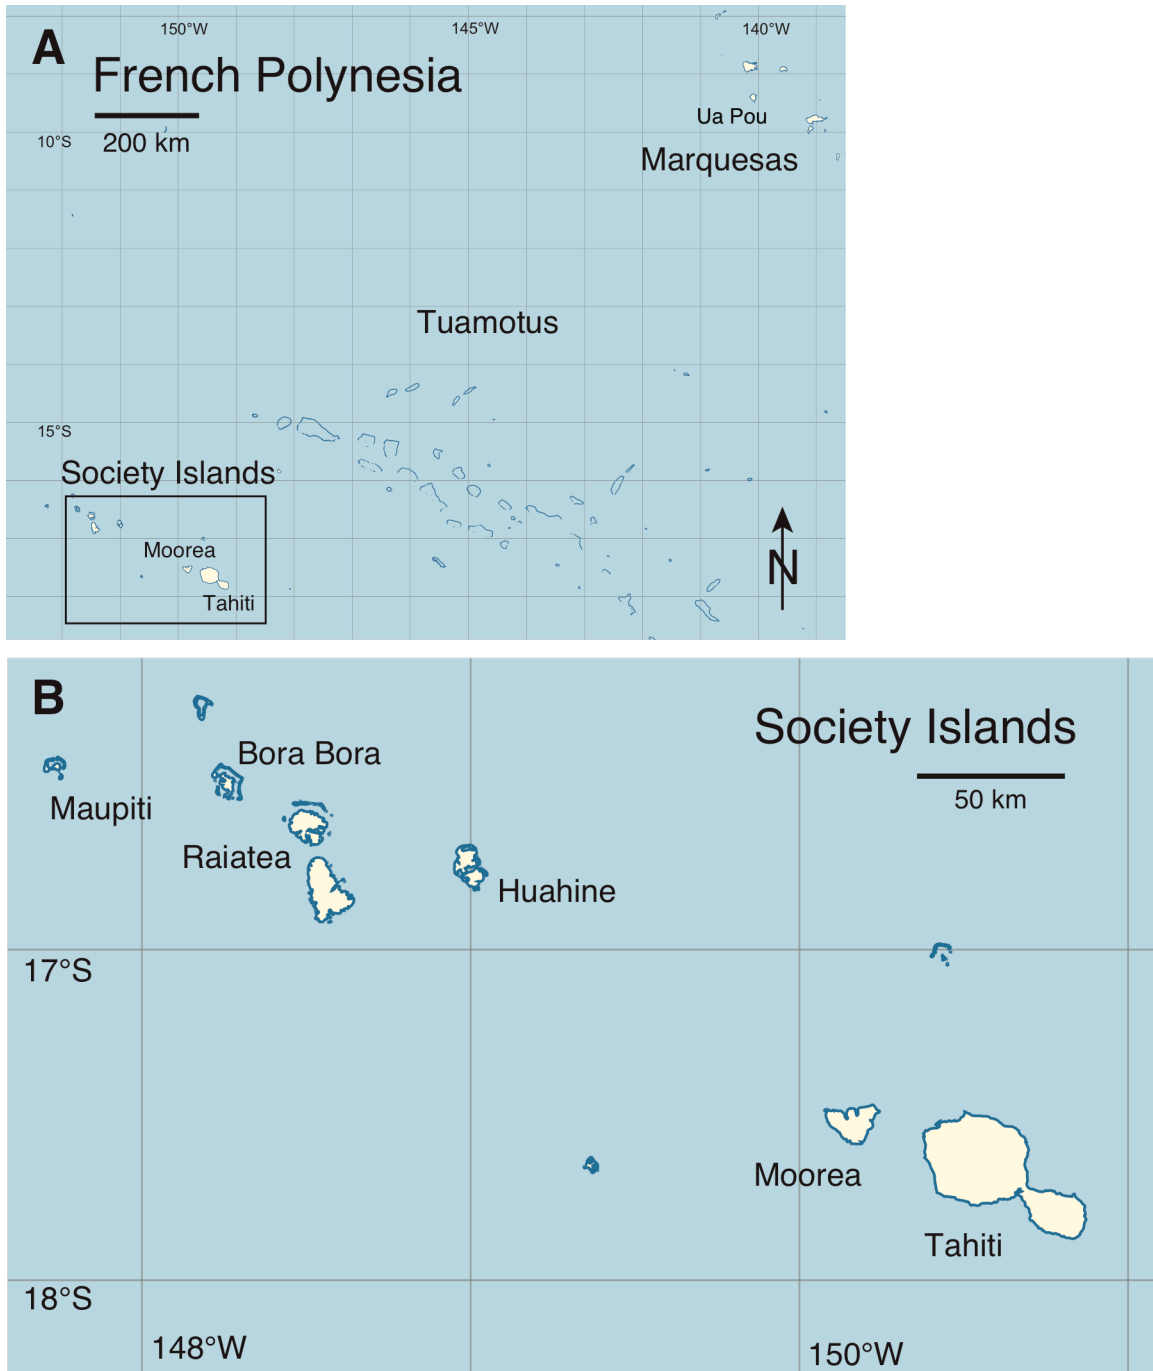 A
150°W
145°W
140°W
French Polynesia
200 km
10°S
Ua Pou
Marquesas
Tuamotus
15°S
Society Islands
Moorea
Tahiti
N
B
Society Islands
50 km
Bora Bora
Maupiti
Raiatea
Huahine
17°S
Moorea
Tahiti
18°S
148°W
150°W